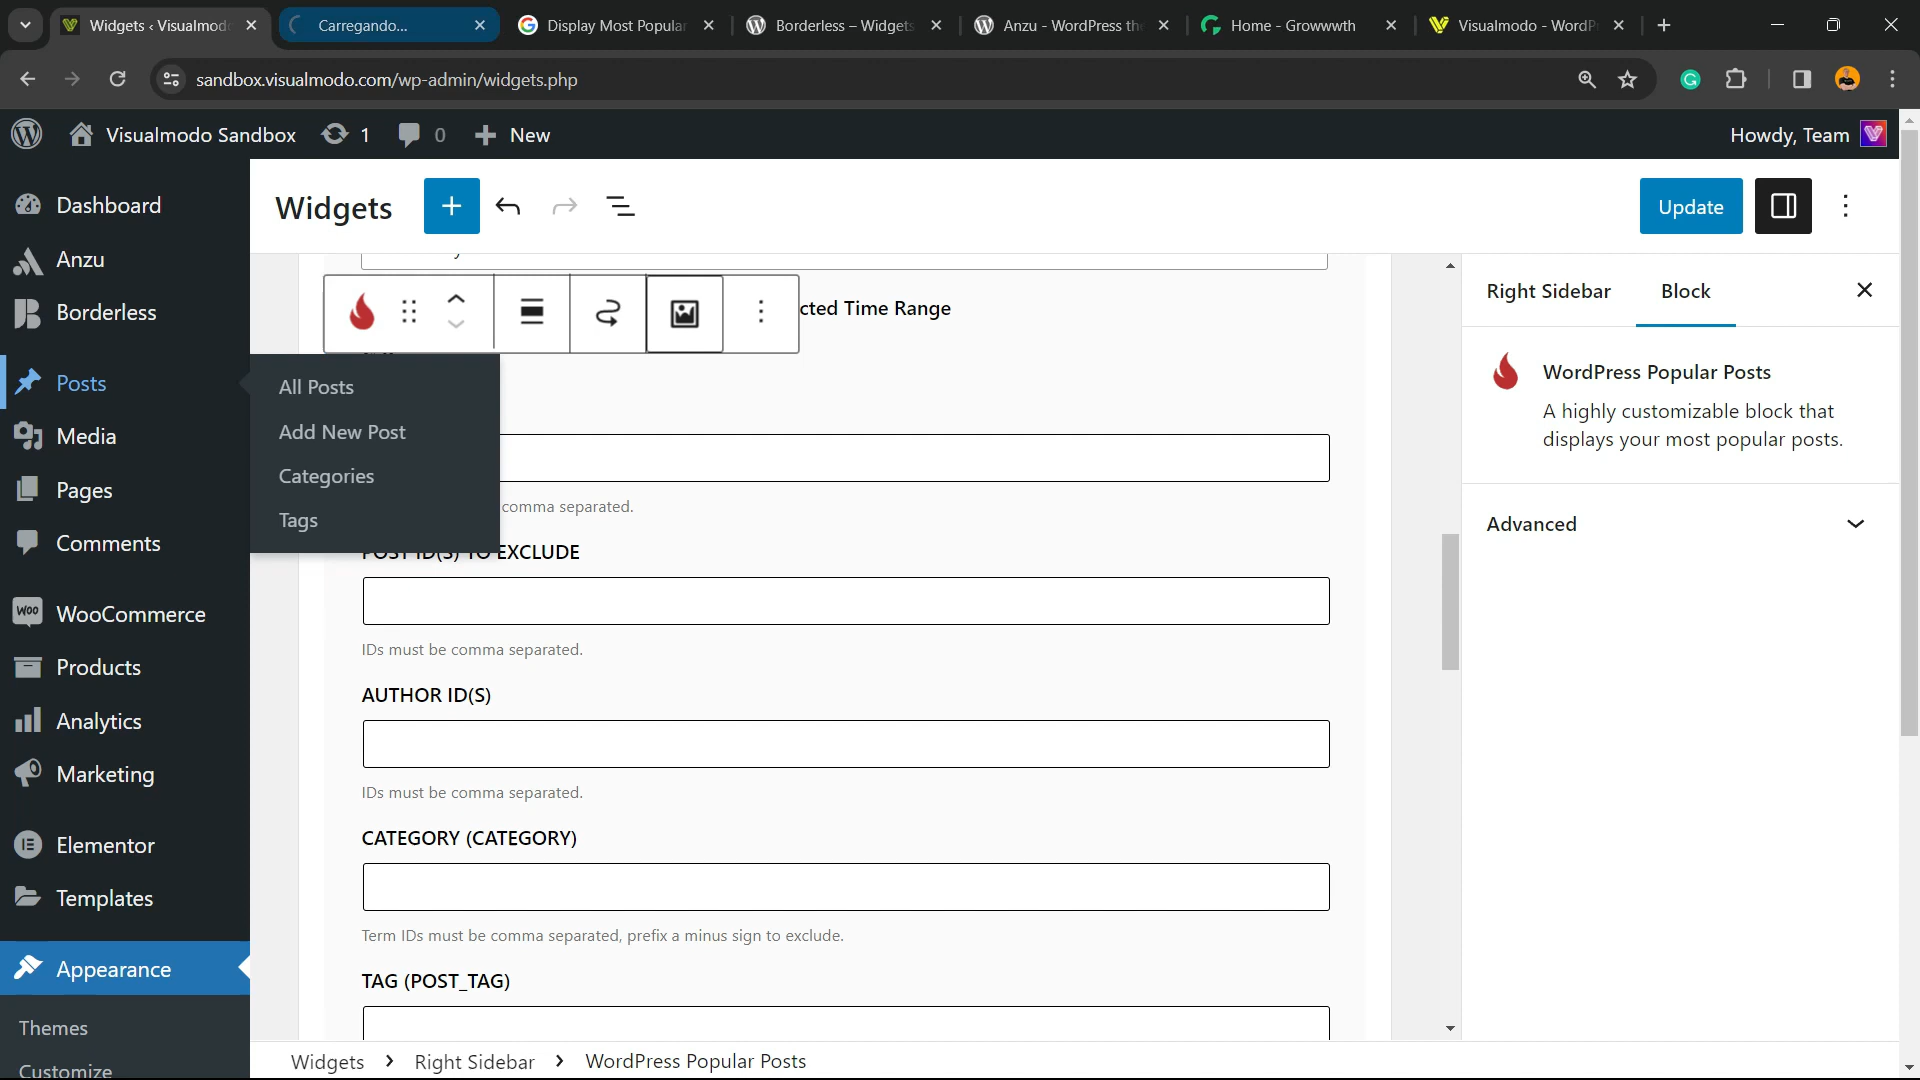 Widgets ‹ Visualmod
Carregando...
Display Most Popular
Borderless – Widgets
Anzu - WordPress th
Home - Growwwth
Visualmodo - WordP
sandbox.visualmodo.com/wp-admin/widgets.php
Visualmodo Sandbox
1
0
New
Howdy, Team
Dashboard
Anzu
Borderless
Posts
Media
Pages
Comments
WooCommerce
Products
Analytics
Marketing
Elementor
Templates
Appearance
Themes
Customize
All Posts
Add New Post
Categories
Tags
Widgets
Update
cted Time Range
comma separated.
POST ID(S) TO EXCLUDE
IDs must be comma separated.
AUTHOR ID(S)
IDs must be comma separated.
CATEGORY (CATEGORY)
Term IDs must be comma separated, prefix a minus sign to exclude.
TAG (POST_TAG)
Right Sidebar
Block
WordPress Popular Posts
A highly customizable block that
displays your most popular posts.
Advanced
Widgets › Right Sidebar › WordPress Popular Posts